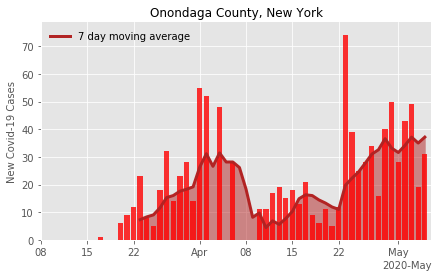 Onondaga County, New York
7 day moving average
New Covid-19 Cases
70
60
50
40
30
20
10
0
08 15 22 Apr 08 15 22 May
2020-May